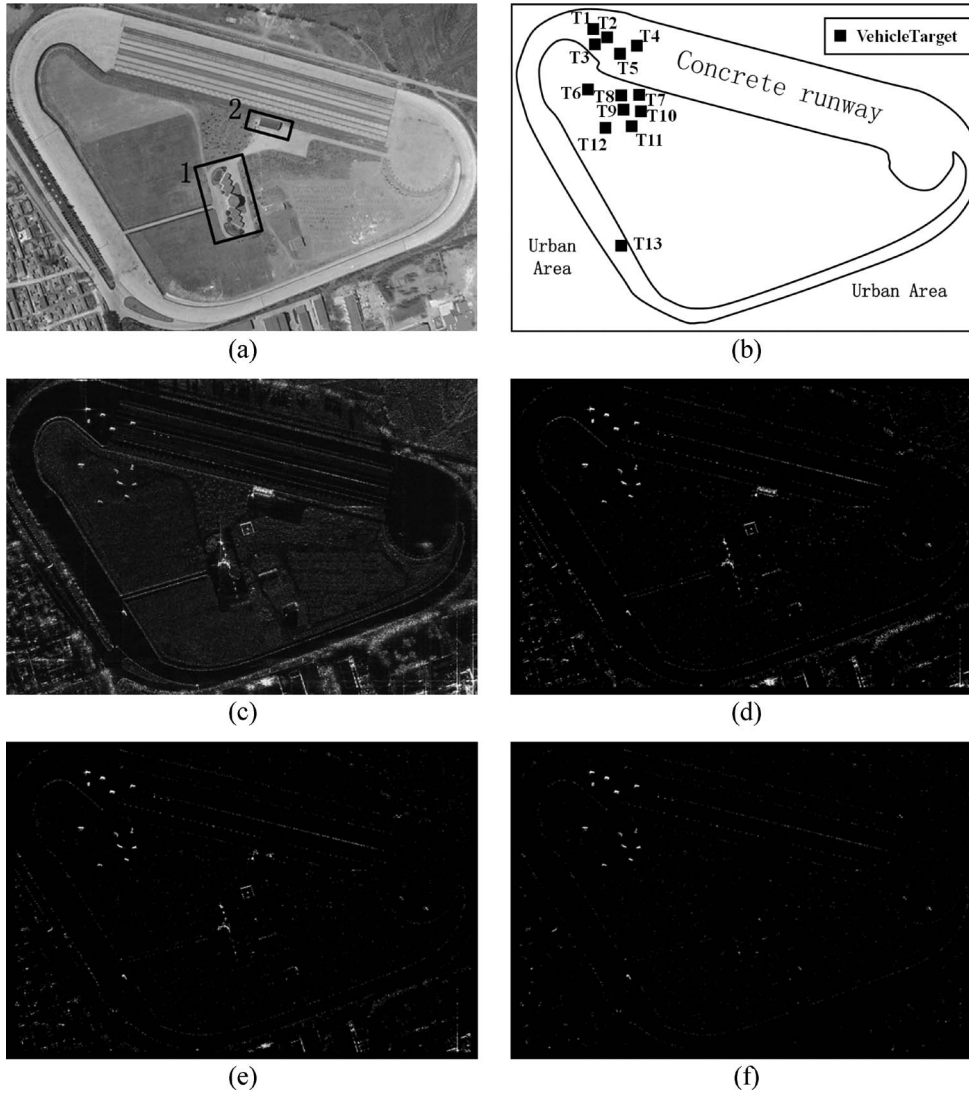 1
2
(a)
T1
T2
T3
T4
T5
T6
T8
T7
T9
T10
T12
T11
T13
VehicleTarget
Concrete runway
Urban
Area
Urban Area
(b)
(c)
(d)
(e)
(f)